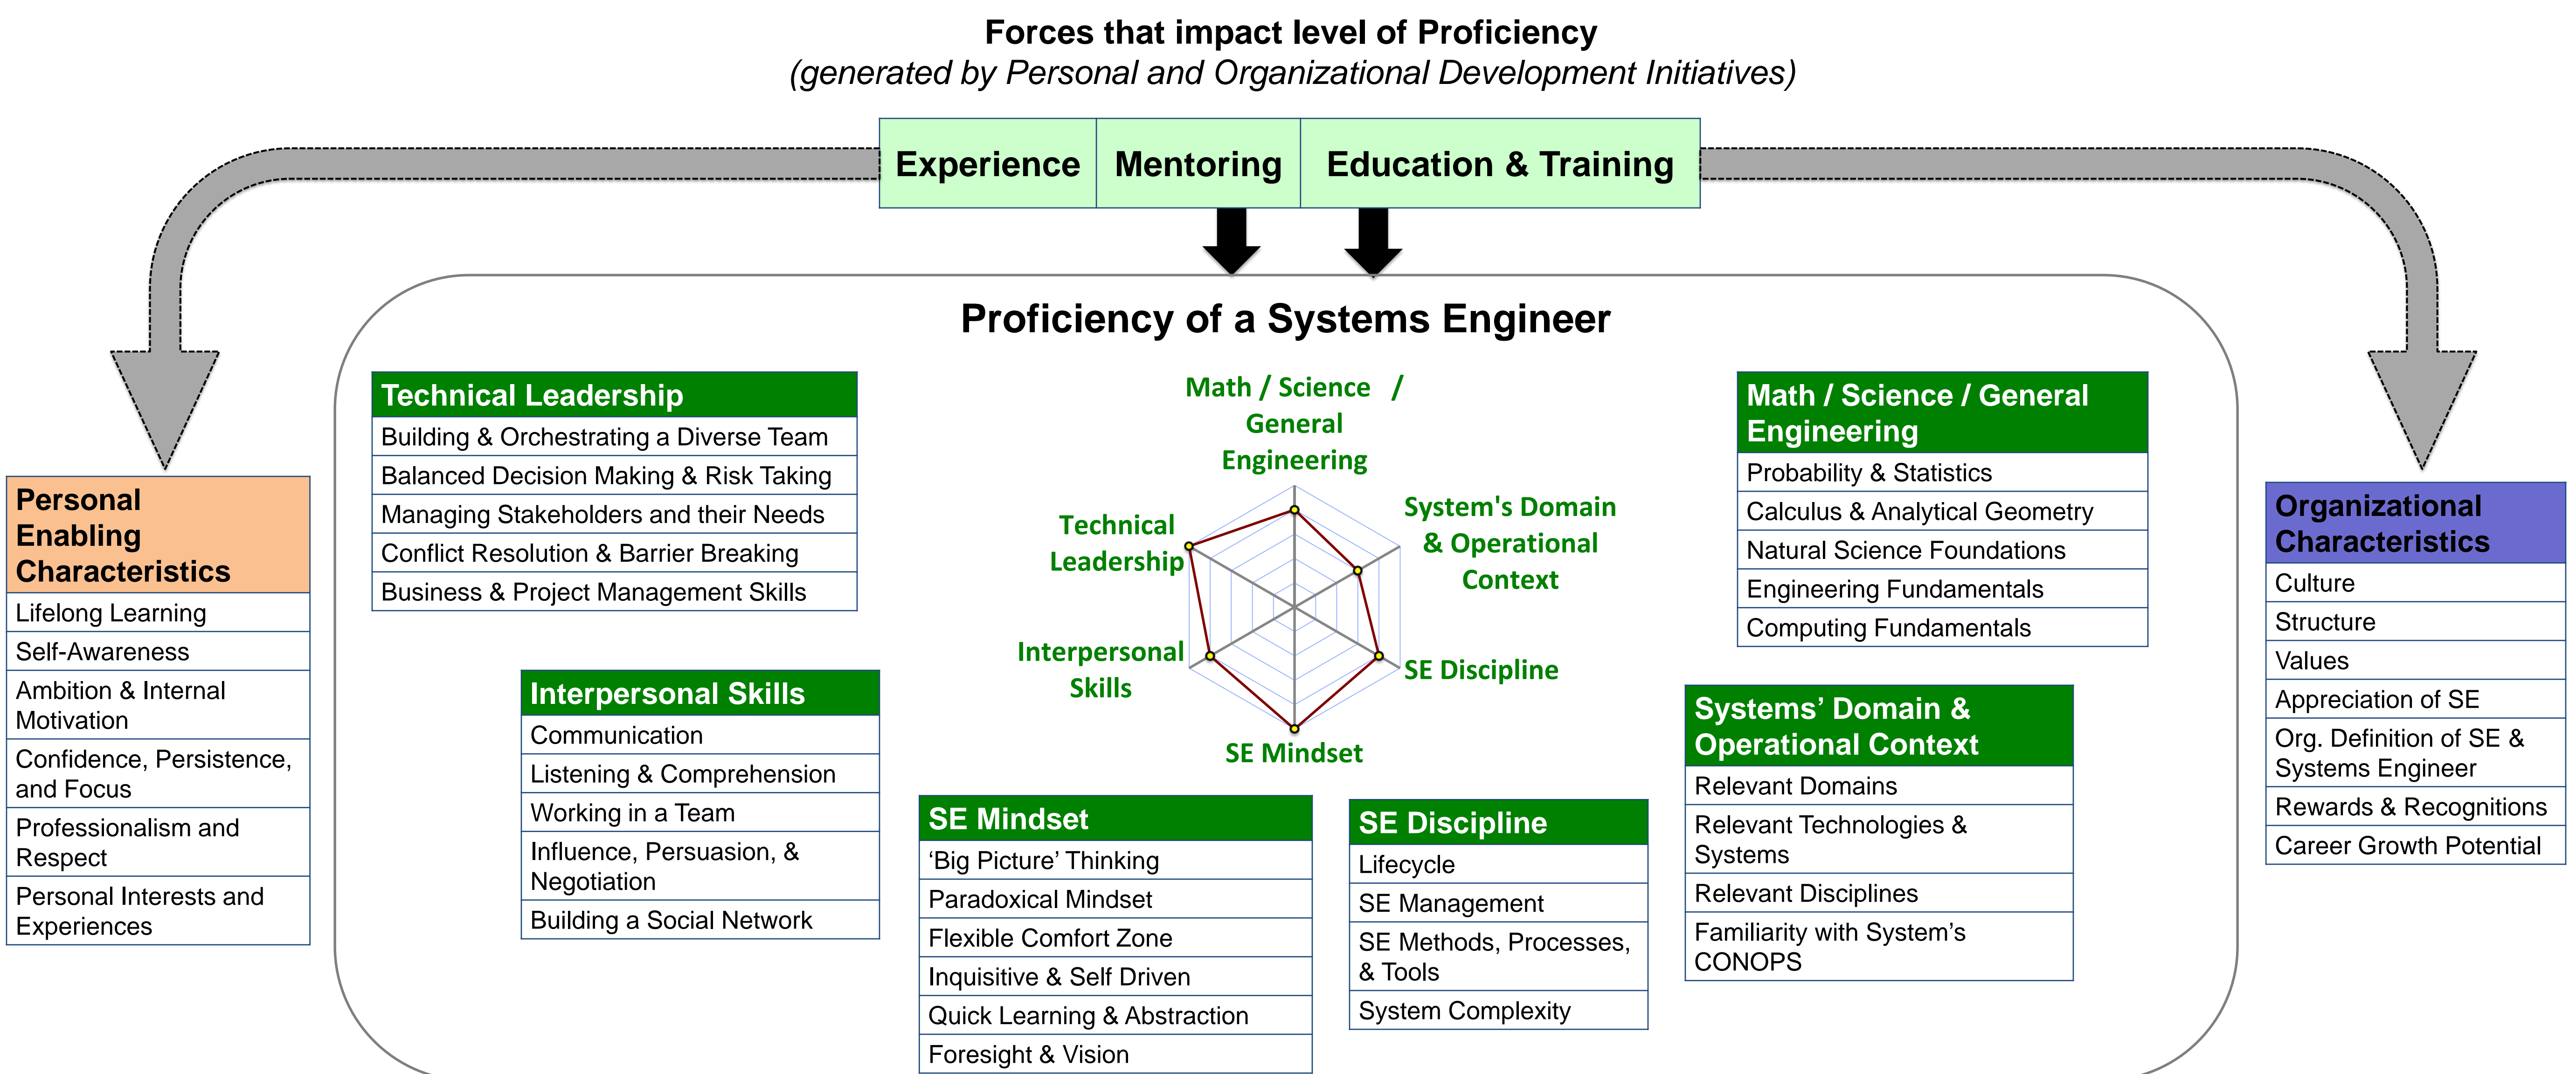 Forces that impact level of Proficiency
(generated by Personal and Organizational Development Initiatives)
Experience
Mentoring
Education & Training
Proficiency of a Systems Engineer
Personal
Enabling
Characteristics
Lifelong Learning
Self-Awareness
Ambition & Internal
Motivation
Confidence, Persistence,
and Focus
Professionalism and
Respect
Personal Interests and
Experiences
Technical Leadership
Building & Orchestrating a Diverse Team
Balanced Decision Making & Risk Taking
Managing Stakeholders and their Needs
Conflict Resolution & Barrier Breaking
Business & Project Management Skills
Interpersonal Skills
Communication
Listening & Comprehension
Working in a Team
Influence, Persuasion, &
Negotiation
Building a Social Network
Math / Science /
General
Engineering
System's Domain
& Operational
Context
SE Discipline
SE Mindset
Interpersonal
Skills
Technical
Leadership
SE Mindset
‘Big Picture’ Thinking
Paradoxical Mindset
Flexible Comfort Zone
Inquisitive & Self Driven
Quick Learning & Abstraction
Foresight & Vision
SE Discipline
Lifecycle
SE Management
SE Methods, Processes,
& Tools
System Complexity
Math / Science / General
Engineering
Probability & Statistics
Calculus & Analytical Geometry
Natural Science Foundations
Engineering Fundamentals
Computing Fundamentals
Systems’ Domain &
Operational Context
Relevant Domains
Relevant Technologies &
Systems
Relevant Disciplines
Familiarity with System’s
CONOPS
Organizational
Characteristics
Culture
Structure
Values
Appreciation of SE
Org. Definition of SE &
Systems Engineer
Rewards & Recognitions
Career Growth Potential